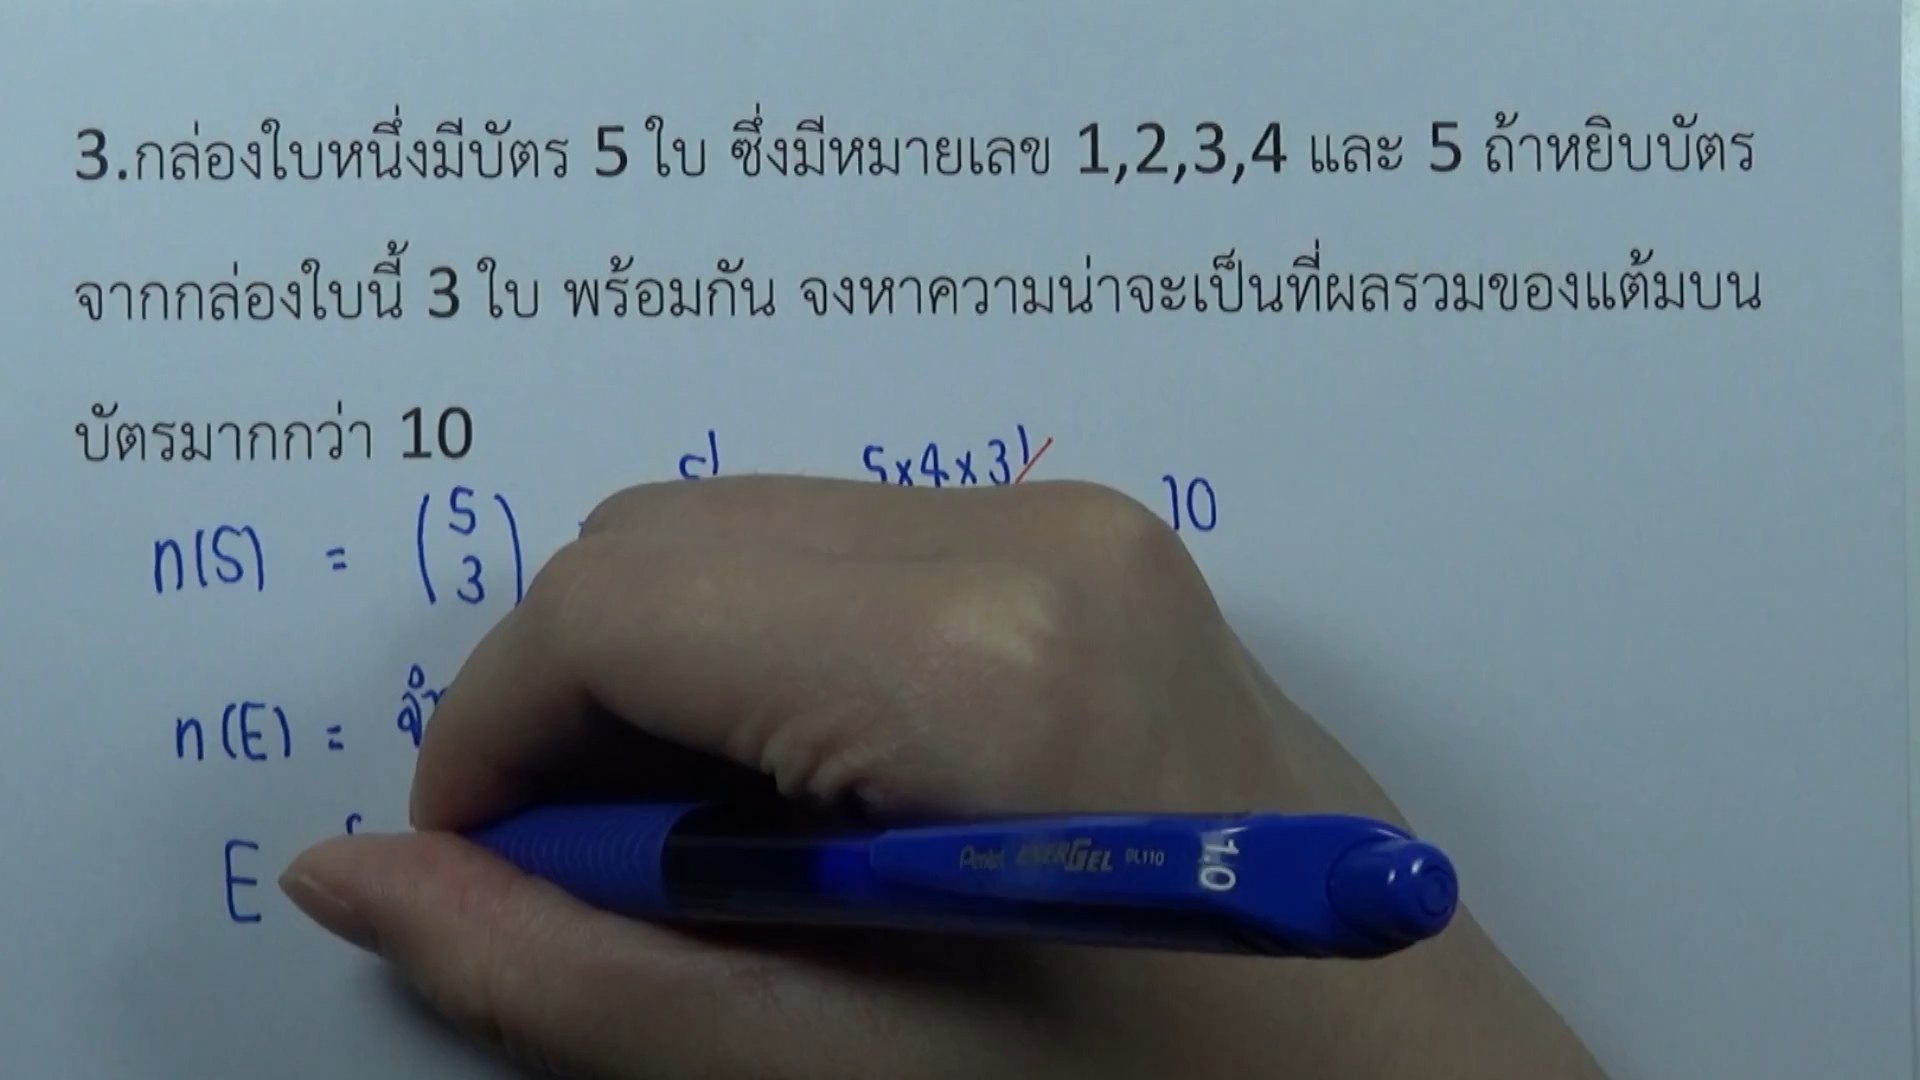 3.กล่องใบหนึ่งมีบัตร 5 ใบ ซึ่งมีหมายเลข 1,2,3,4 และ 5 ถ้าหยิบบัตร
จากกล่องใบนี้ 3 ใบ พร้อมกัน จงหาความน่าจะเป็นที่ผลรวมของแต้มบน
บัตรมากกว่า 10
n(S) = (5 3) 5x4x3! 10
n(E) =
E
Pentel ENERGEL BL110 1.0